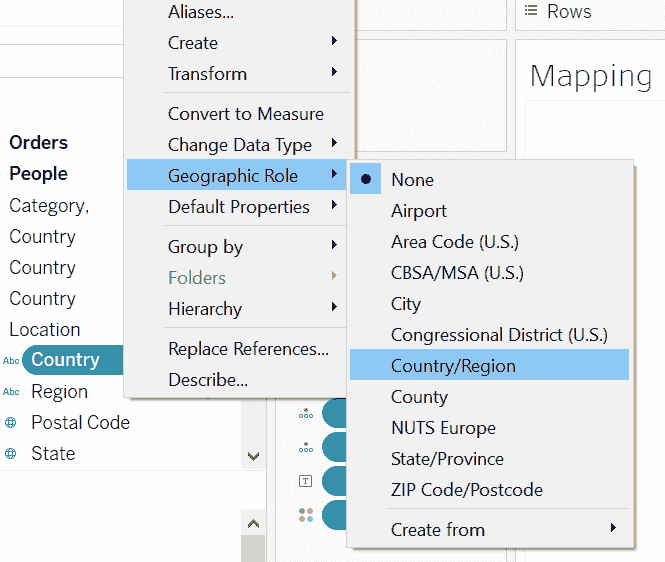 Aliases...
Create
Transform
Convert to Measure
Change Data Type
Geographic Role
Default Properties
Group by
Folders
Hierarchy
Replace References...
Describe...
Orders
People
Category,
Country
Country
Country
Location
Abc Country
Abc Region
Postal Code
State
None
Airport
Area Code (U.S.)
CBSA/MSA (U.S.)
City
Congressional District (U.S.)
Country/Region
County
NUTS Europe
State/Province
ZIP Code/Postcode
Create from
T
Rows
Mapping